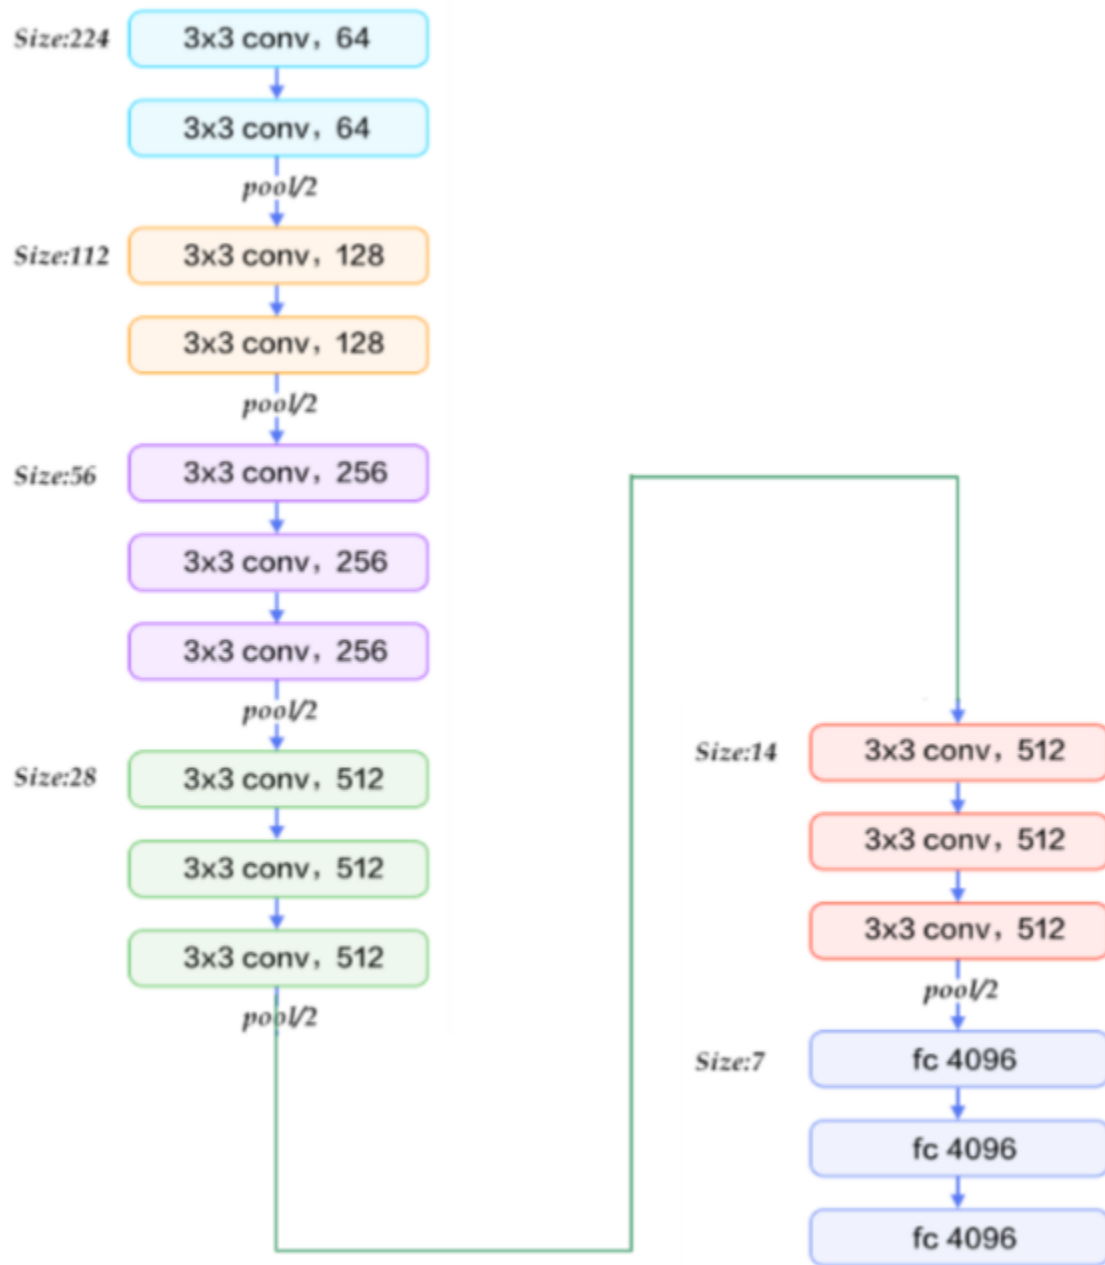 Size:224
3x3 conv，64
3x3 conv，64
pool/2
Size:112
3x3 conv，128
3x3 conv，128
pool/2
Size:56
3x3 conv，256
3x3 conv，256
3x3 conv，256
pool/2
Size:28
3x3 conv，512
3x3 conv，512
3x3 conv，512
pool/2
Size:14
3x3 conv，512
3x3 conv，512
3x3 conv，512
pool/2
Size:7
fc 4096
fc 4096
fc 4096